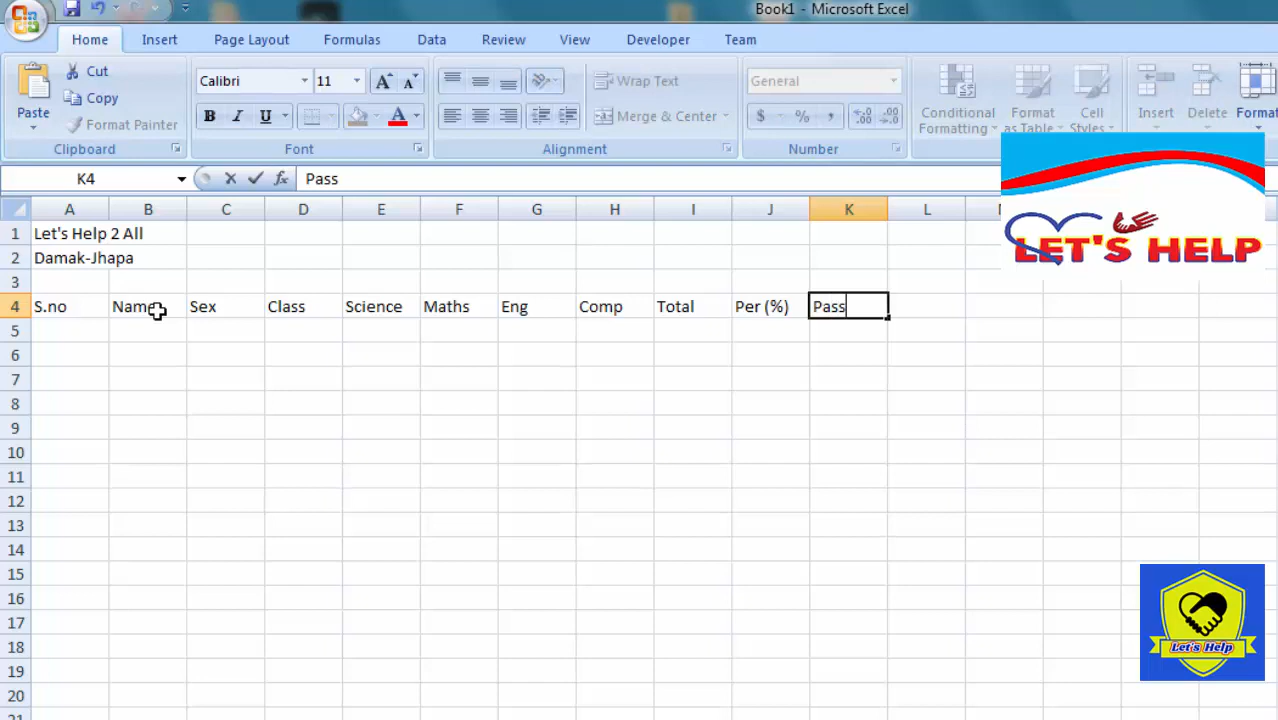 Book1 - Microsoft Excel
Home Insert Page Layout Formulas Data Review View Developer Team
Paste Cut Copy Format Painter Clipboard
Calibri 11 B I U A Font
Wrap Text Merge & Center Alignment
General $ % , Number
Conditional Formatting Format as Table Cell Styles
Insert Delete Format
K4 fx Pass
A B C D E F G H I J K L
1 Let's Help 2 All
2 Damak-Jhapa
3
4 S.no Name Sex Class Science Maths Eng Comp Total Per (%) Pass
5
6
7
8
9
10
11
12
13
14
15
16
17
18
19
20
LET'S HELP
Let's Help